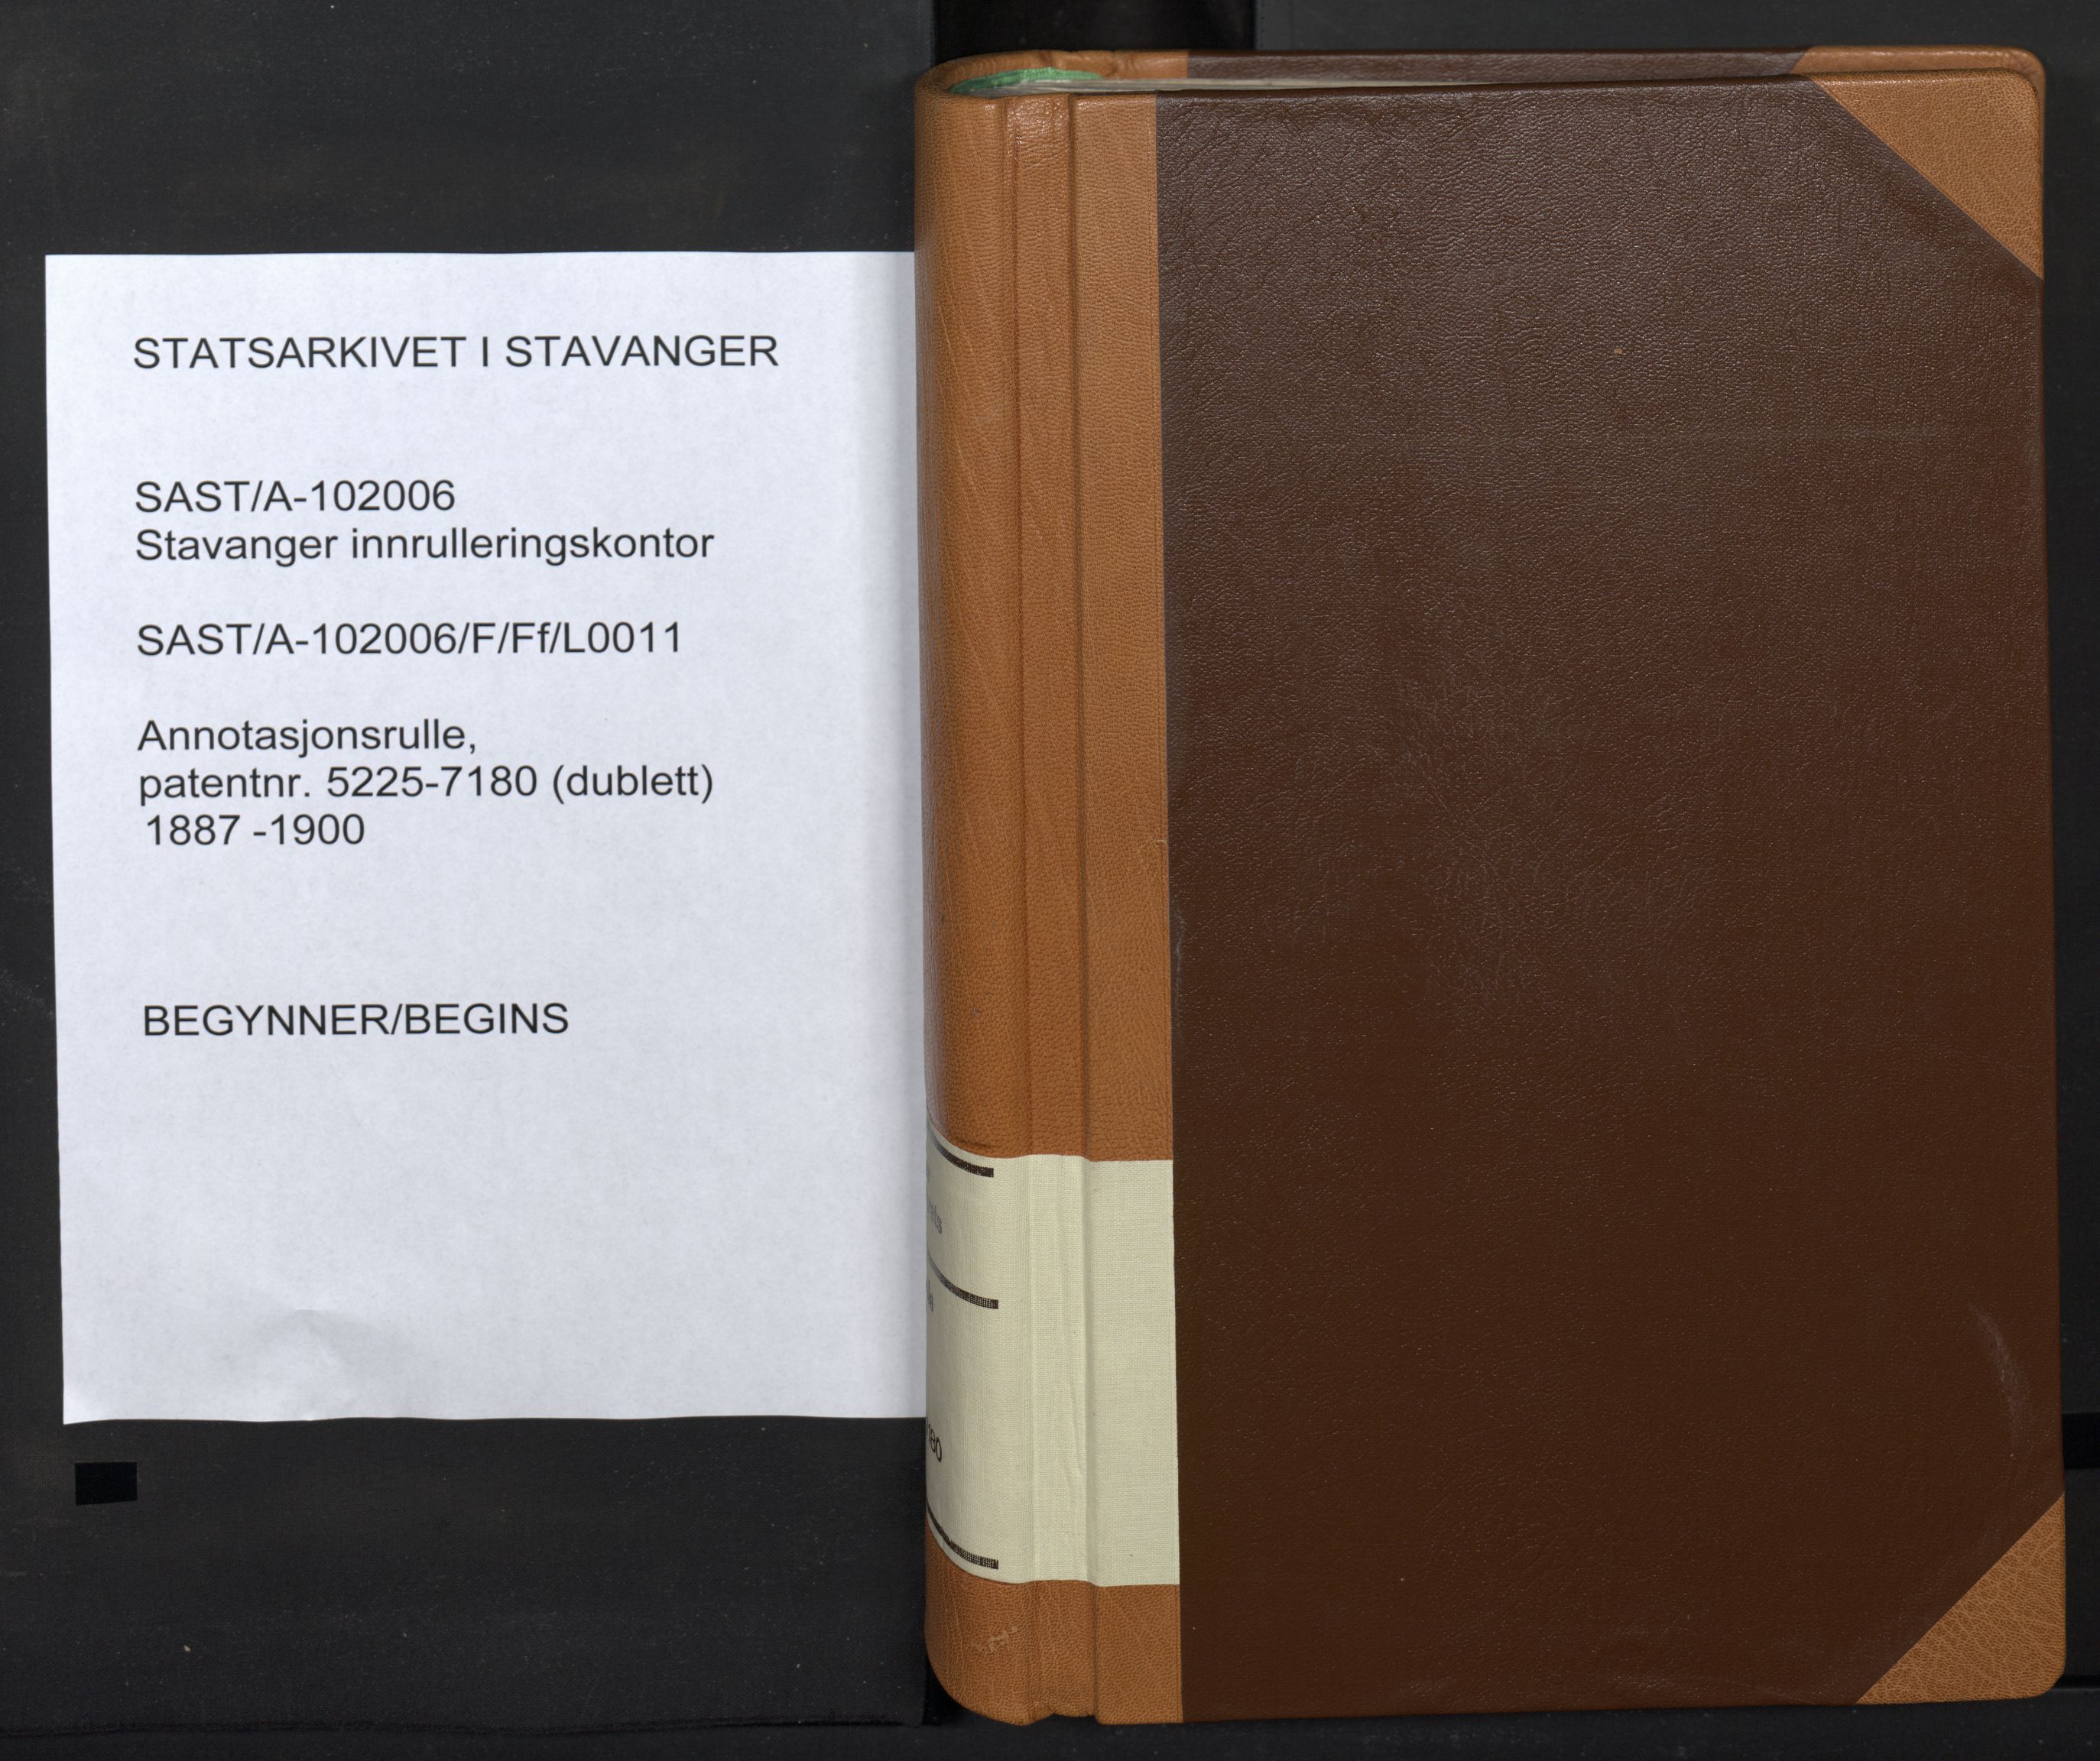 STATSARKIVET I STAVANGER
SAST/A-102006
Stavanger innrulleringskontor
SAST/A-102006/F/Ff/L0011
Annotasjonsrulle,
patentnr. 5225-7180 (dublett)
1887 -1900
BEGYNNER/BEGINS